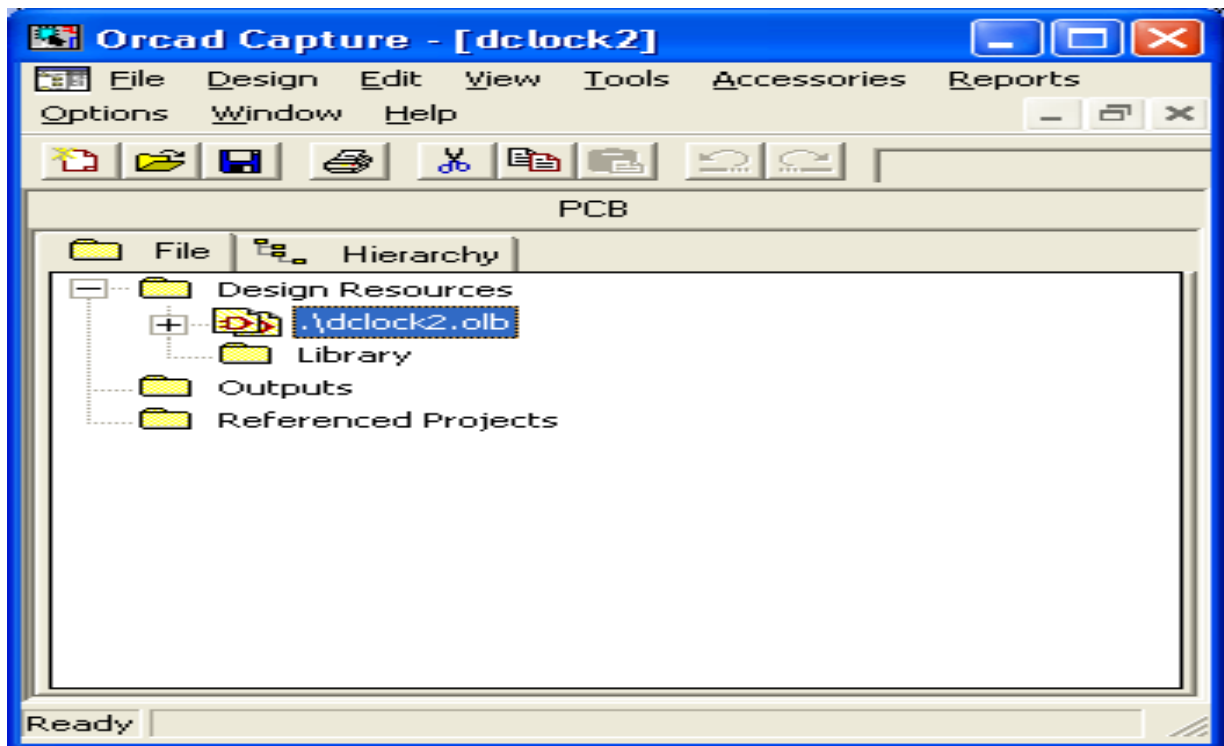 Orcad Capture - [dclock2]
File Design Edit View Tools Accessories Reports
Options Window Help
PCB
File Hierarchy
Design Resources
.\dclock2.olb
Library
Outputs
Referenced Projects
Ready